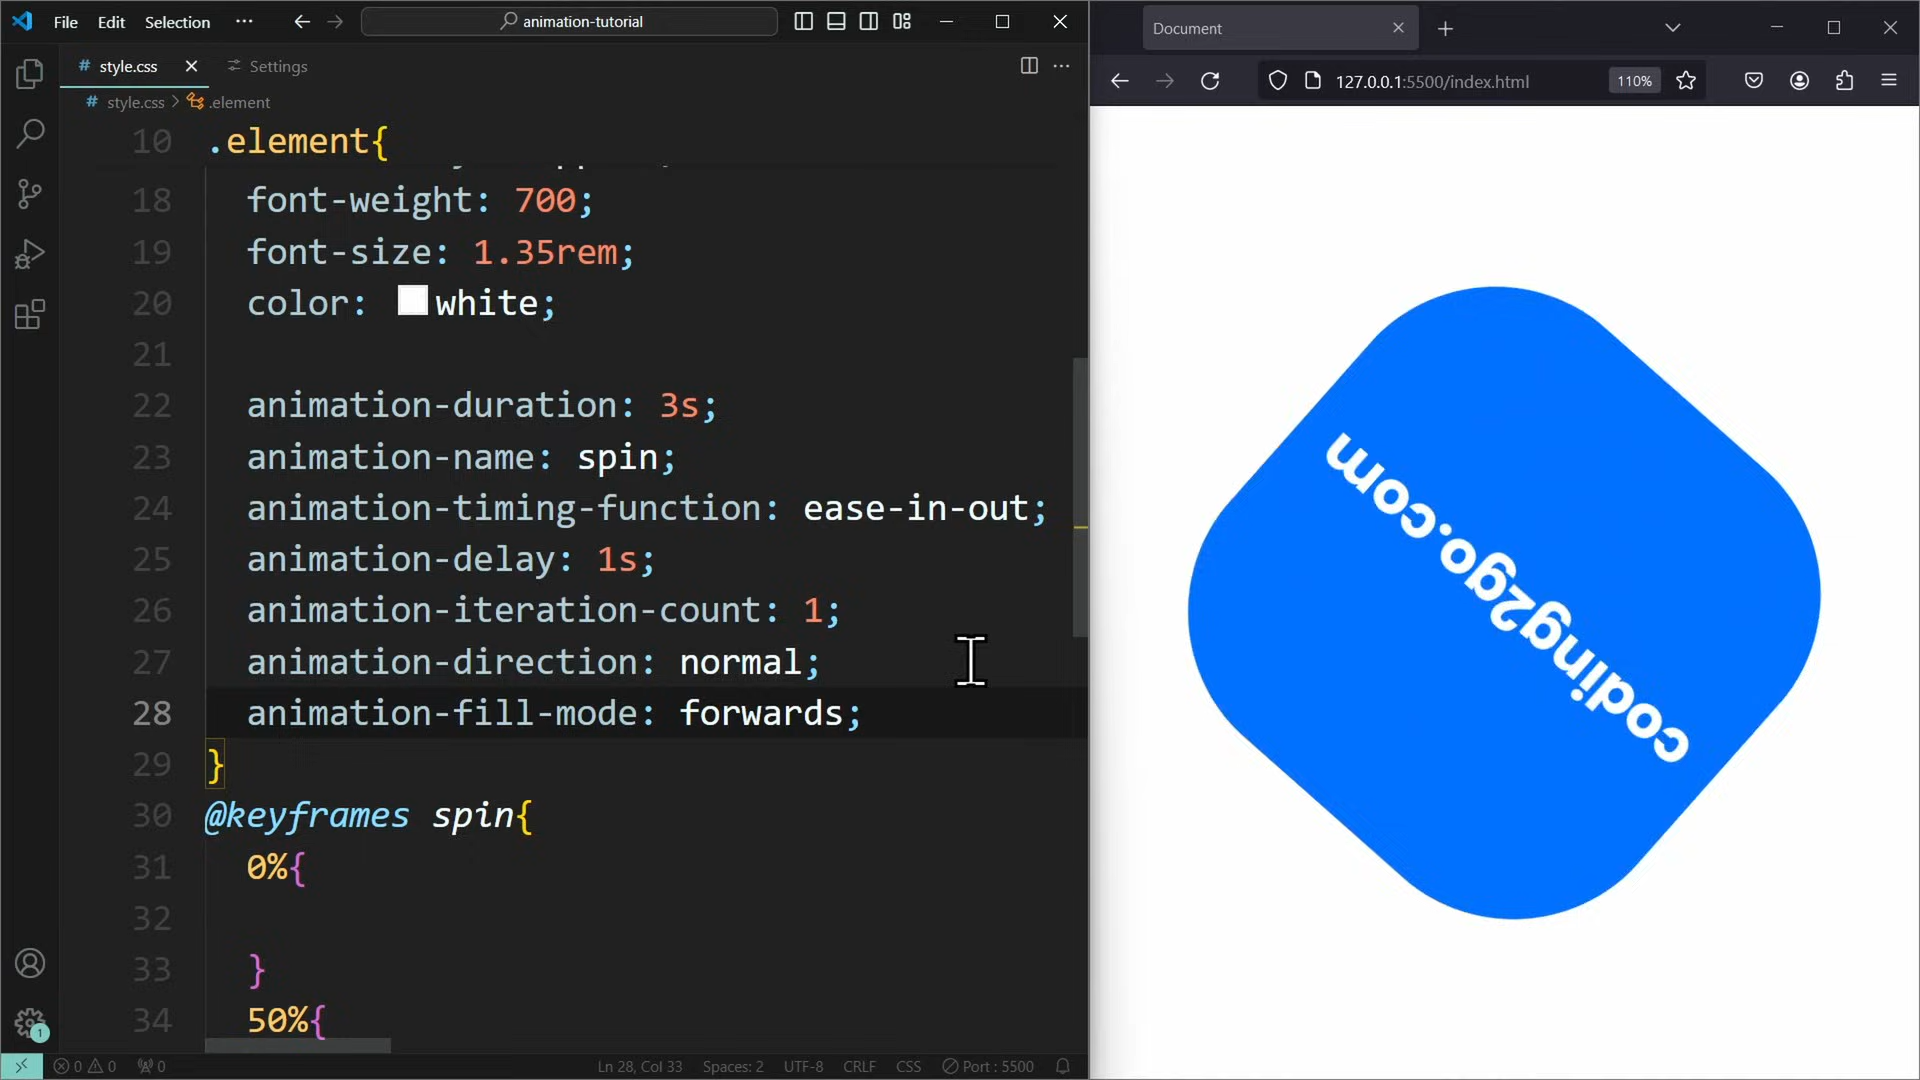 File Edit Selection ··· animation-tutorial
# style.css Settings ···
# style.css > .element
10 .element{
18 font-weight: 700;
19 font-size: 1.35rem;
20 color: white;
21
22 animation-duration: 3s;
23 animation-name: spin;
24 animation-timing-function: ease-in-out;
25 animation-delay: 1s;
26 animation-iteration-count: 1;
27 animation-direction: normal;
28 animation-fill-mode: forwards;
29 }
30 @keyframes spin{
31 0%{
32
33 }
34 50%{
1
0 0 0 Ln 28, Col 33 Spaces: 2 UTF-8 CRLF CSS Port : 5500
Document
127.0.0.1:5500/index.html 110%
coding2go.com